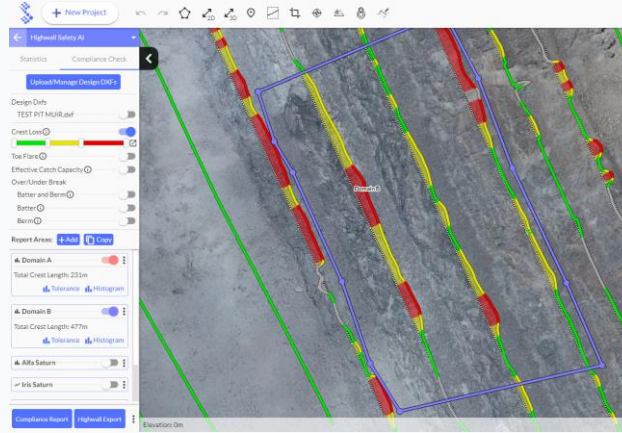 + New Project
2D
3D
Highwall Safety AI
Statistics
Compliance Check
Upload/Manage Design DXFs
Design Dxfs
TEST PIT MUIR.dxf
Crest Loss
Toe Flare
Effective Catch Capacity
Over/Under Break
Batter and Berm
Batter
Berm
Report Areas: +Add Copy
Domain A
Total Crest Length: 231m
Tolerance Histogram
Domain B
Total Crest Length: 477m
Tolerance Histogram
Alfa Saturn
Iris Saturn
Compliance Report Highwall Export
Domain B
Elevation: 0m